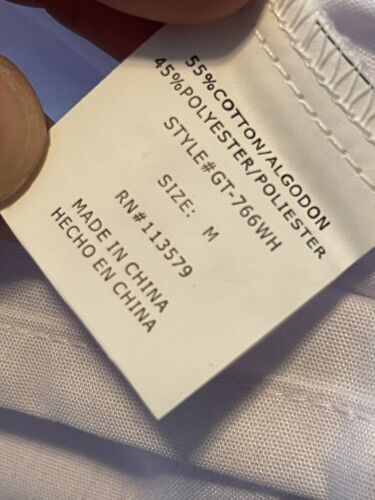 55%COTTON/ALGODON
45%POLYESTER/POLIESTER
STYLE#GT-766WH
SIZE: M
RN#113579
MADE IN CHINA
HECHO EN CHINA